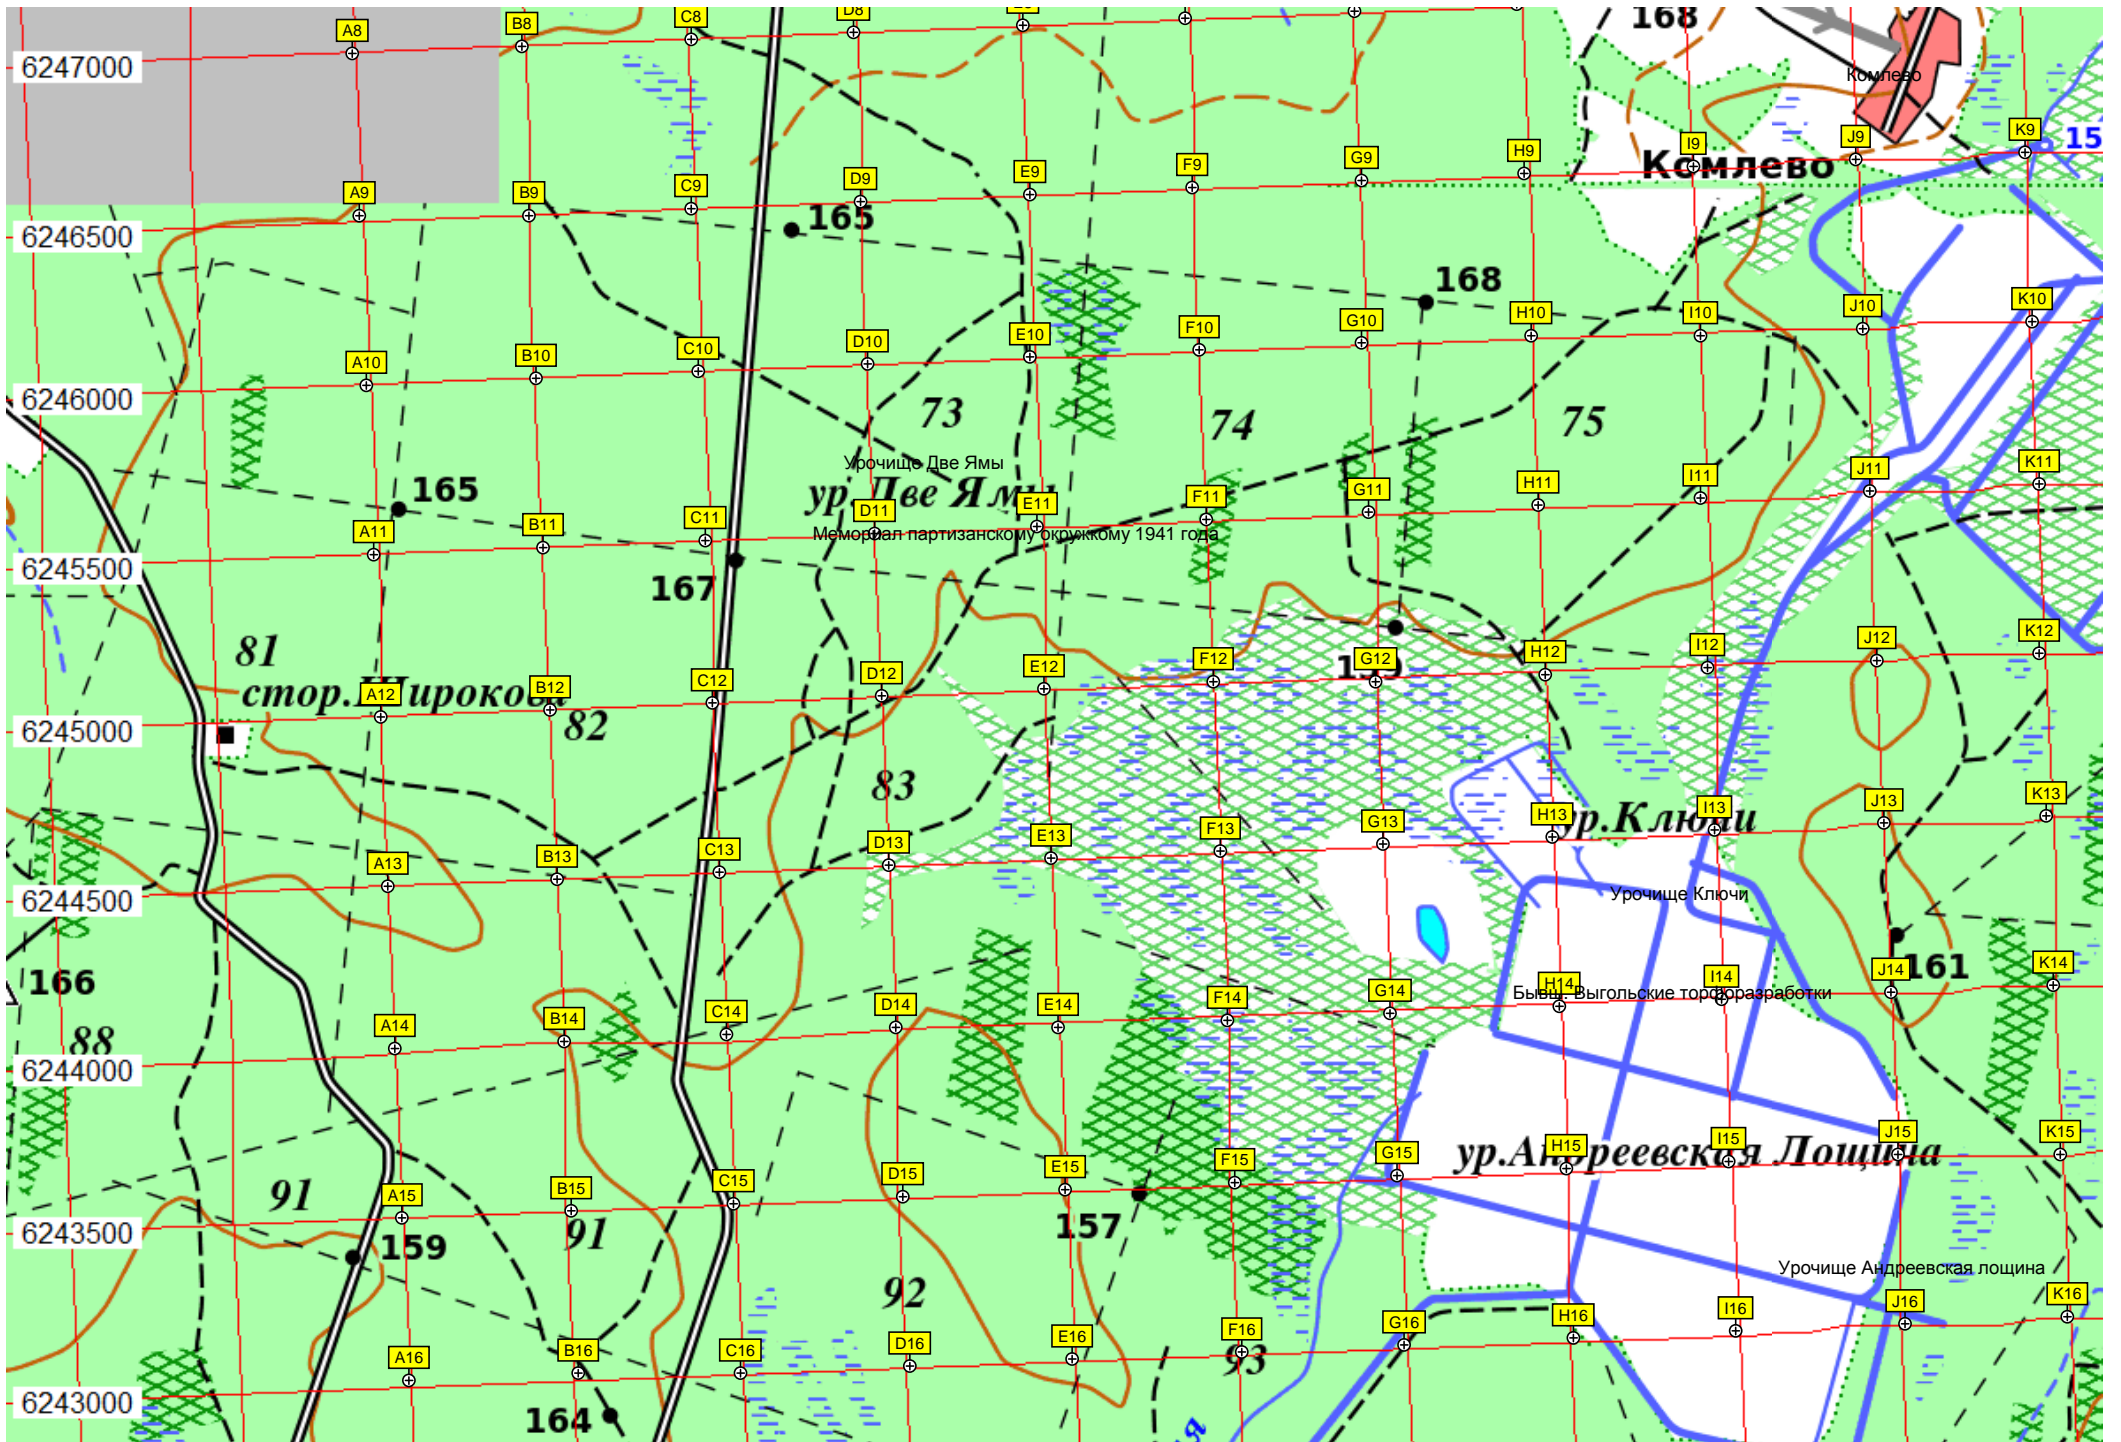 C8
D8
B8
A8
168
6247000
Комлево
K9
15
J9
I9
H9
G9
F9
E9
D9
C9
B9
A9
Комлево
165
6246500
168
K10
J10
I10
H10
G10
F10
E10
D10
C10
B10
A10
6246000
73
74
75
Урочище Две Ямы
K11
J11
I11
H11
G11
F11
E11
D11
C11
B11
A11
165
ур. Две Ямы
Мемориал партизанскому окружкому 1941 года
6245500
167
K12
J12
I12
H12
G12
F12
E12
D12
C12
B12
A12
81
159
стор.Широкова
82
6245000
83
K13
J13
I13
H13
G13
F13
E13
D13
C13
B13
A13
ур.Ключи
6244500
Урочище Ключи
K14
J14
161
I14
H14
G14
F14
E14
D14
C14
B14
A14
166
Бывш. Выгольские торфоразработки
88
6244000
K15
J15
I15
H15
G15
F15
E15
D15
C15
B15
A15
ур.Андреевская Лощина
91
91
157
6243500
159
Урочище Андреевская лощина
92
K16
J16
I16
H16
G16
F16
E16
D16
C16
B16
A16
93
6243000
164
я